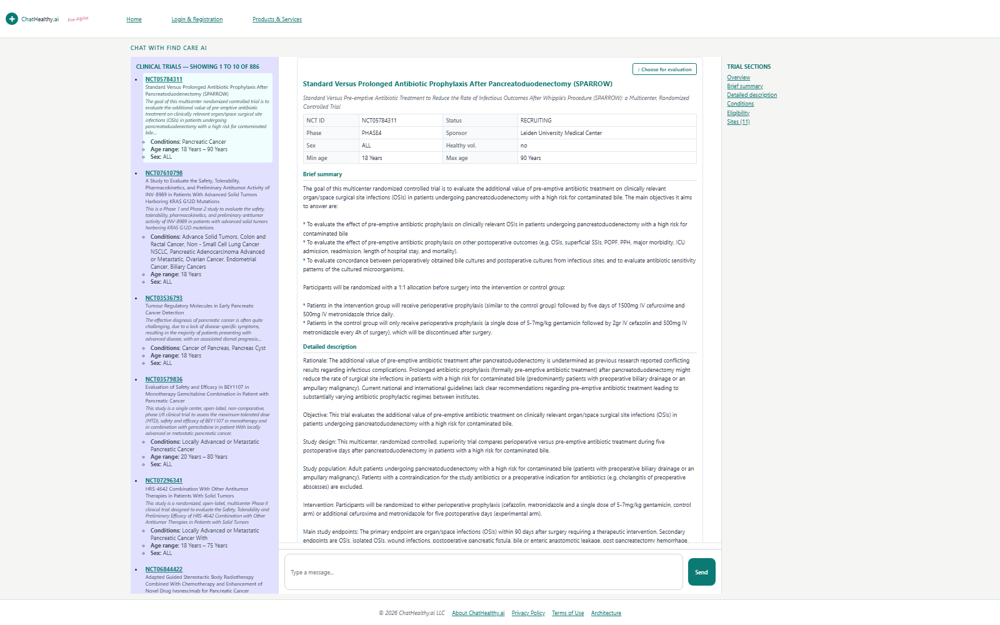 ChatHealthy.ai Pre-Alpha Home Login & Registration Products & Services
CHAT WITH FIND CARE AI
CLINICAL TRIALS — SHOWING 1 TO 10 OF 886
NCT05784311
Standard Versus Prolonged Antibiotic Prophylaxis After
Pancreatoduodenectomy (SPARROW)
The goal of this multicenter randomized controlled trial is to
evaluate the additional value of pre-emptive antibiotic
treatment on clinically relevant organ/space surgical site
infections (OSIs) in patients undergoing
pancreatoduodenectomy with a high risk for contaminated
bile...
Conditions: Pancreatic Cancer
Age range: 18 Years – 90 Years
Sex: ALL
NCT07610798
A Study to Evaluate the Safety, Tolerability,
Pharmacokinetics, and Preliminary Antitumor Activity of
INV-8989 in Patients With Advanced Solid Tumors
Harboring KRAS G12D Mutations
This is a Phase 1 and Phase 2 study to evaluate the safety,
tolerability, pharmacokinetics, and preliminary antitumor
activity of INV-8989 in patients with advanced solid tumors
harboring KRAS G12D mutations.
Conditions: Advance Solid Tumors, Colon and
Rectal Cancer, Non - Small Cell Lung Cancer
NSCLC, Pancreatic Adenocarcinoma Advanced
or Metastatic, Ovarian Cancer, Endometrial
Cancer, Biliary Cancers
Age range: 18 Years
Sex: ALL
NCT03536793
Tumour Regulatory Molecules in Early Pancreatic
Cancer Detection
The effective diagnosis of pancreatic cancer is often quite
challenging, due to a lack of disease-specific symptoms,
resulting in the majority of patients presenting with
advanced disease, with an associated dismal prognosis...
Conditions: Cancer of Pancreas, Pancreas Cyst
Age range: 18 Years
Sex: ALL
NCT03579836
Evaluation of Safety and Efficacy in BEY1107 in
Monotherapy Gemcitabine Combination in Patient with
Pancreatic Cancer
This study is a single center, open-label, non-comparative,
phase I/II clinical trial to assess the maximum tolerated dose
(MTD), safety and efficacy of BEY1107 in monotherapy and
in combination with gemcitabine in patient With locally
advanced or metastatic pancreatic cancer.
Conditions: Locally Advanced or Metastatic
Pancreatic Cancer
Age range: 20 Years – 80 Years
Sex: ALL
NCT07296341
HRS-4642 Combination With Other Antitumor
Therapies in Patients With Solid Tumors
This study is a randomized, open-label, multicenter Phase II
clinical trial designed to evaluate the Safety, Tolerability and
Preliminary Efficacy of HRS-4642 Combination with Other
Antitumor Therapies in Patients with Solid Tumors
Conditions: Locally Advanced or Metastatic
Pancreatic Cancer With
Age range: 18 Years – 75 Years
Sex: ALL
NCT06844422
Adapted Guided Stereotactic Body Radiotherapy
Combined With Chemotherapy and Enhancement of
Novel Drug Ivonescimab for Pancreatic Cancer
↓ Choose for evaluation
Standard Versus Prolonged Antibiotic Prophylaxis After Pancreatoduodenectomy (SPARROW)
Standard Versus Pre-emptive Antibiotic Treatment to Reduce the Rate of Infectious Outcomes After Whipple's Procedure (SPARROW): a Multicenter, Randomized
Controlled Trial
NCT ID NCT05784311 Status RECRUITING
Phase PHASE4 Sponsor Leiden University Medical Center
Sex ALL Healthy vol. no
Min age 18 Years Max age 90 Years
Brief summary
The goal of this multicenter randomized controlled trial is to evaluate the additional value of pre-emptive antibiotic treatment on clinically relevant
organ/space surgical site infections (OSIs) in patients undergoing pancreatoduodenectomy with a high risk for contaminated bile. The main objectives it aims
to answer are:
* To evaluate the effect of pre-emptive antibiotic prophylaxis on clinically relevant OSIs in patients undergoing pancreatoduodenectomy with a high risk for
contaminated bile
* To evaluate the effect of pre-emptive antibiotic prophylaxis on other postoperative outcomes (e.g. OSIs, superficial SSIs, POPF, PPH, major morbidity, ICU
admission, readmission, length of hospital stay, and mortality).
* To evaluate concordance between perioperatively obtained bile cultures and postoperative cultures from infectious sites, and to evaluate antibiotic sensitivity
patterns of the cultured microorganisms.
Participants will be randomized with a 1:1 allocation before surgery into the intervention or control group:
* Patients in the intervention group will receive perioperative prophylaxis (similar to the control group) followed by five days of 1500mg IV cefuroxime and
500mg IV metronidazole thrice daily.
* Patients in the control group will only receive perioperative prophylaxis (a single dose of 5-7mg/kg gentamicin followed by 2gr IV cefazolin and 500mg IV
metronidazole every 4h of surgery), which will be discontinued after surgery.
Detailed description
Rationale: The additional value of pre-emptive antibiotic treatment after pancreatoduodenectomy is undetermined as previous research reported conflicting
results regarding infectious complications. Prolonged antibiotic prophylaxis (formally pre-emptive antibiotic treatment) after pancreatoduodenectomy might
reduce the rate of surgical site infections in patients with a high risk for contaminated bile (predominantly patients with preoperative biliary drainage or an
ampullary malignancy). Current national and international guidelines lack clear recommendations regarding pre-emptive antibiotic treatment leading to
substantially varying antibiotic prophylactic regimes between institutes.
Objective: This trial evaluates the additional value of pre-emptive antibiotic treatment on clinically relevant organ/space surgical site infections (OSIs) in
patients undergoing pancreatoduodenectomy with a high risk for contaminated bile.
Study design: This multicenter, randomized controlled, superiority trial compares perioperative versus pre-emptive antibiotic treatment during five
postoperative days after pancreatoduodenectomy in patients with a high risk for contaminated bile.
Study population: Adult patients undergoing pancreatoduodenectomy with a high risk for contaminated bile (patients with preoperative biliary drainage or an
ampullary malignancy). Patients with a contraindication for the study antibiotics or a preoperative indication for antibiotics (e.g. cholangitis of preoperative
abscesses) are excluded.
Intervention: Participants will be randomized to either perioperative prophylaxis (cefazolin, metronidazole and a single dose of 5-7mg/kg gentamicin, control
arm) or additional cefuroxime and metronidazole for five postoperative days (experimental arm).
Main study endpoints: The primary endpoint are organ/space infections (OSIs) within 90 days after surgery requiring a therapeutic intervention. Secondary
endpoints are OSIs, isolated OSIs, wound infections, postoperative pancreatic fistula, bile or enteric anastomotic leakage, post pancreatectomy hemorrhage,
Type a message...
Send
TRIAL SECTIONS
Overview
Brief summary
Detailed description
Conditions
Eligibility
Sites (11)
© 2026 ChatHealthy.ai LLC About ChatHealthy.ai Privacy Policy Terms of Use Architecture